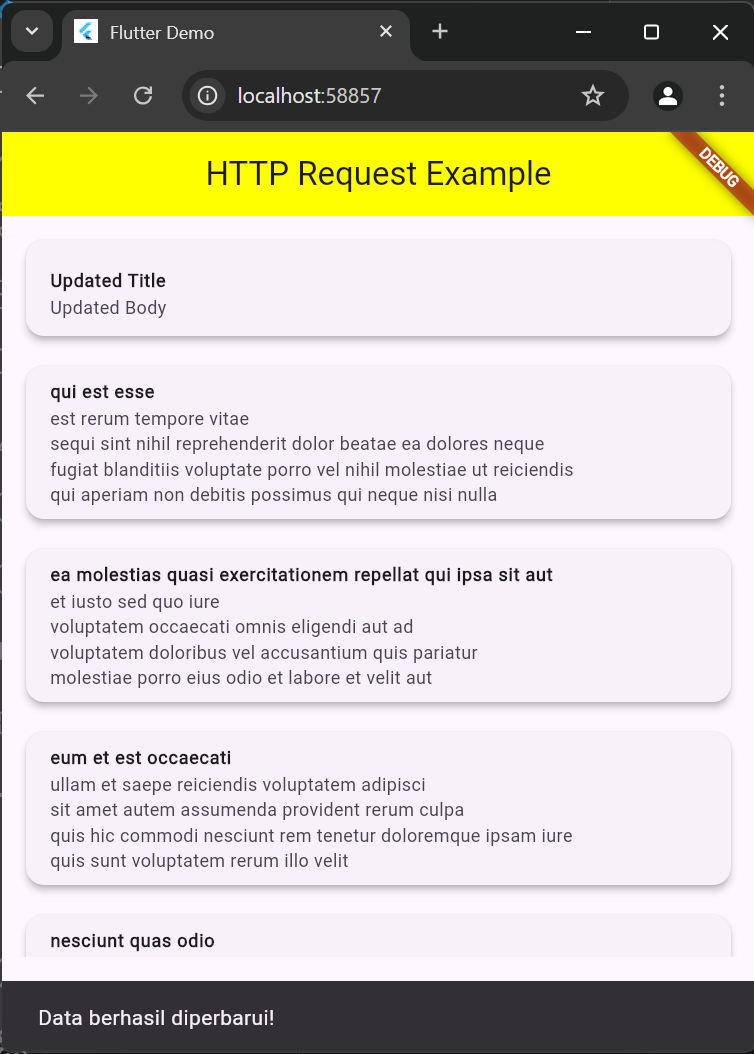 Flutter Demo
localhost:58857
HTTP Request Example
DEBUG
Updated Title
Updated Body
qui est esse
est rerum tempore vitae
sequi sint nihil reprehenderit dolor beatae ea dolores neque
fugiat blanditiis voluptate porro vel nihil molestiae ut reiciendis
qui aperiam non debitis possimus qui neque nisi nulla
ea molestias quasi exercitationem repellat qui ipsa sit aut
et iusto sed quo iure
voluptatem occaecati omnis eligendi aut ad
voluptatem doloribus vel accusantium quis pariatur
molestiae porro eius odio et labore et velit aut
eum et est occaecati
ullam et saepe reiciendis voluptatem adipisci
sit amet autem assumenda provident rerum culpa
quis hic commodi nesciunt rem tenetur doloremque ipsam iure
quis sunt voluptatem rerum illo velit
nesciunt quas odio
Data berhasil diperbarui!